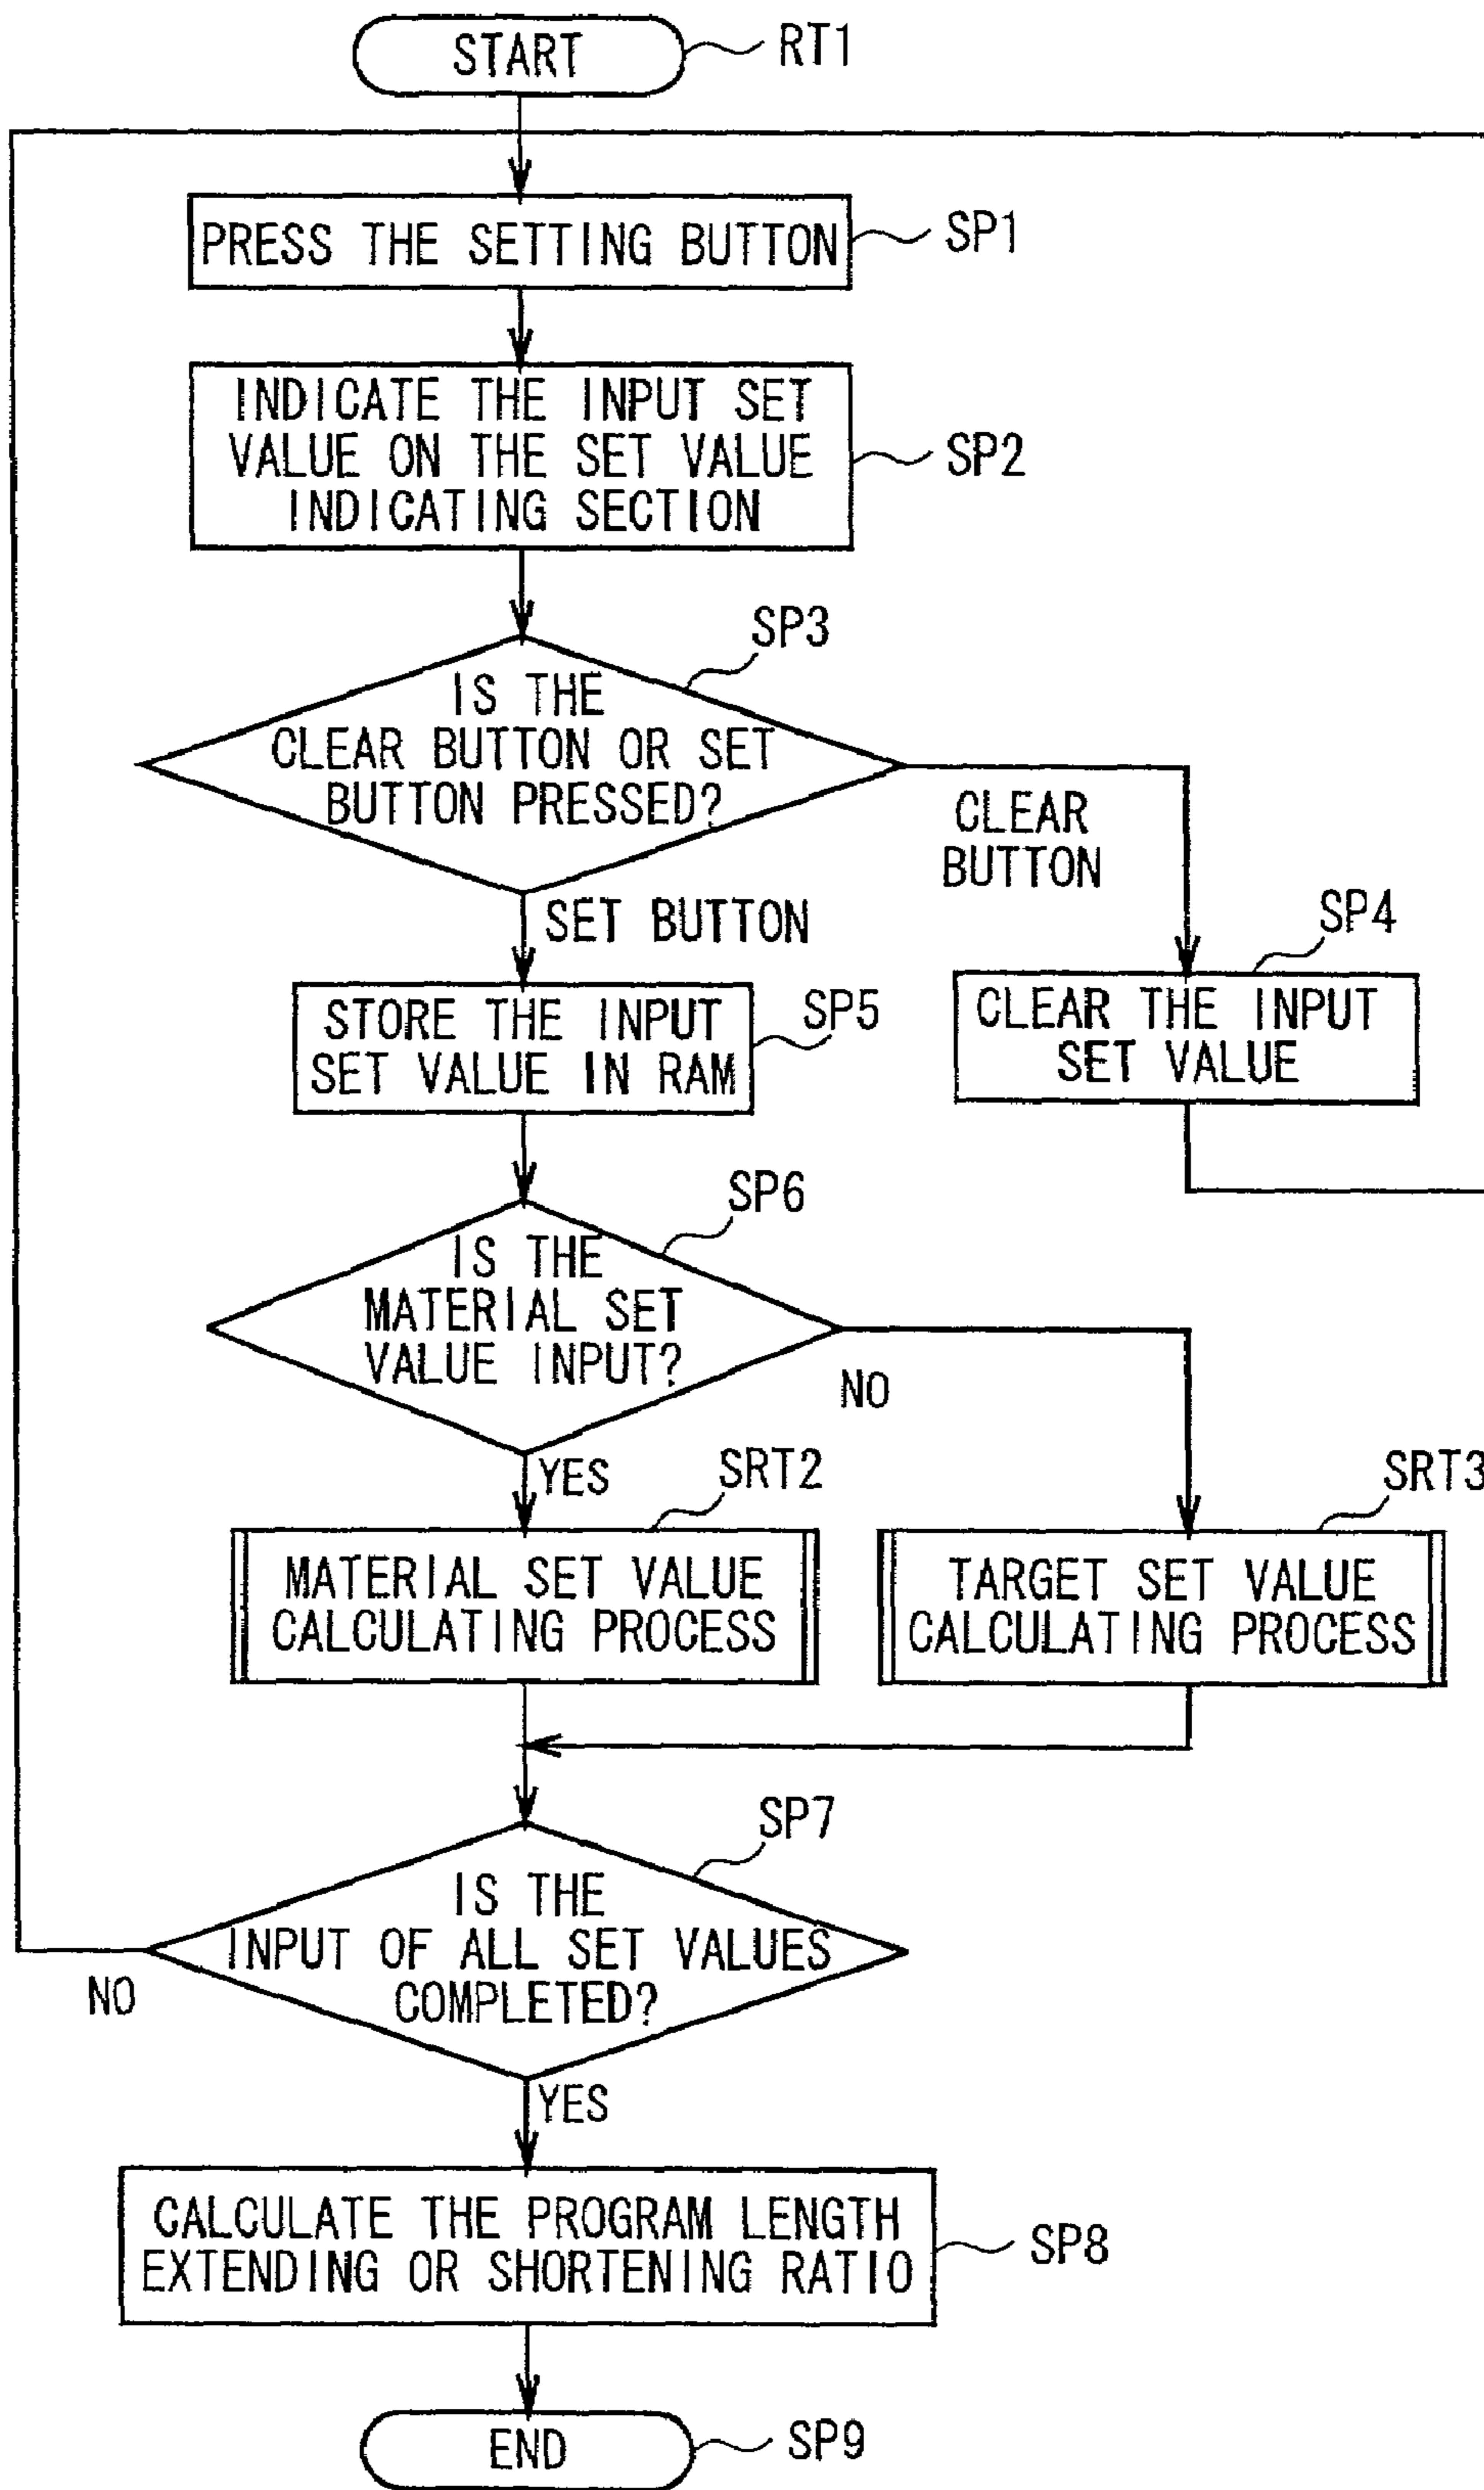 START
RT1
PRESS THE SETTING BUTTON
SP1
INDICATE THE INPUT SET
VALUE ON THE SET VALUE
INDICATING SECTION
SP2
SP3
IS THE
CLEAR BUTTON OR SET
BUTTON PRESSED?
CLEAR
BUTTON
SET BUTTON
SP4
CLEAR THE INPUT
SET VALUE
SP5
STORE THE INPUT
SET VALUE IN RAM
SP6
IS THE
MATERIAL SET
VALUE INPUT?
NO
YES
SRT2
MATERIAL SET VALUE
CALCULATING PROCESS
SRT3
TARGET SET VALUE
CALCULATING PROCESS
SP7
IS THE
INPUT OF ALL SET VALUES
COMPLETED?
NO
YES
CALCULATE THE PROGRAM LENGTH
EXTENDING OR SHORTENING RATIO
SP8
END
SP9